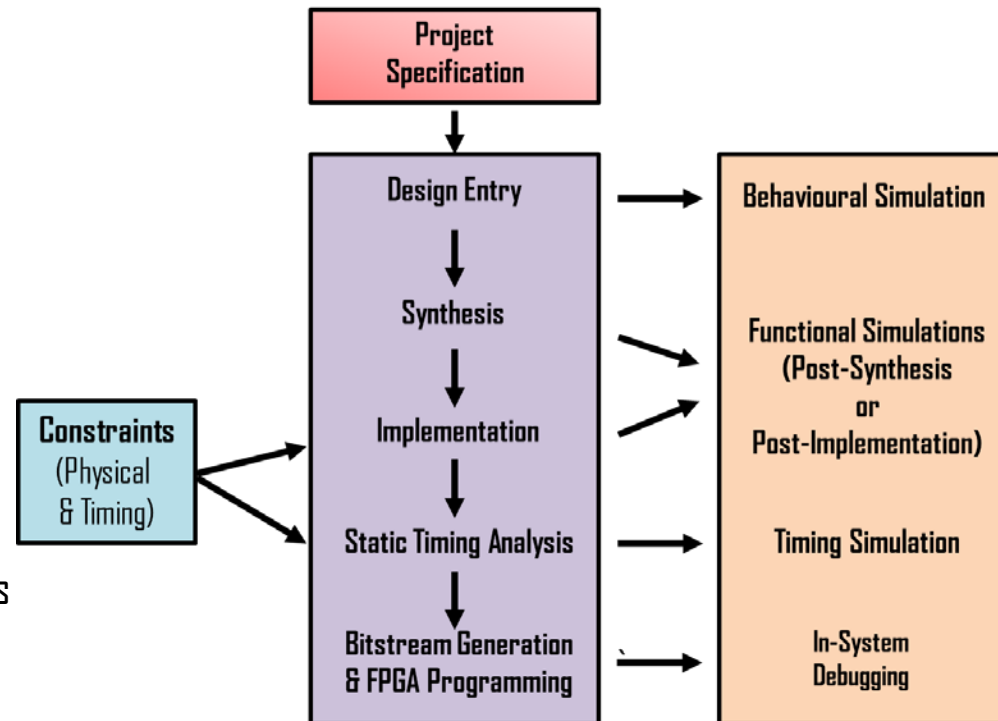 Project
Specification
Design Entry
Behavioural Simulation
Synthesis
Functional Simulations
(Post-Synthesis
or
Post-Implementation)
Implementation
Constraints
(Physical
& Timing)
Static Timing Analysis
Timing Simulation
s
Bitstream Generation
& FPGA Programming
`
In-System
Debugging